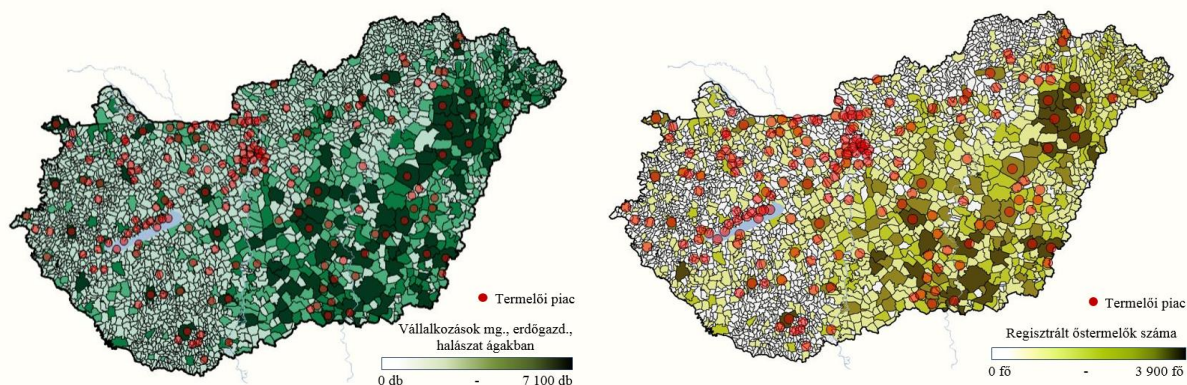 Termelői piac
Vállalkozások mg., erdőgazd.,
halászat ágakban
0 db - 7 100 db
Termelői piac
Regisztrált őstermelők száma
0 fő - 3 900 fő